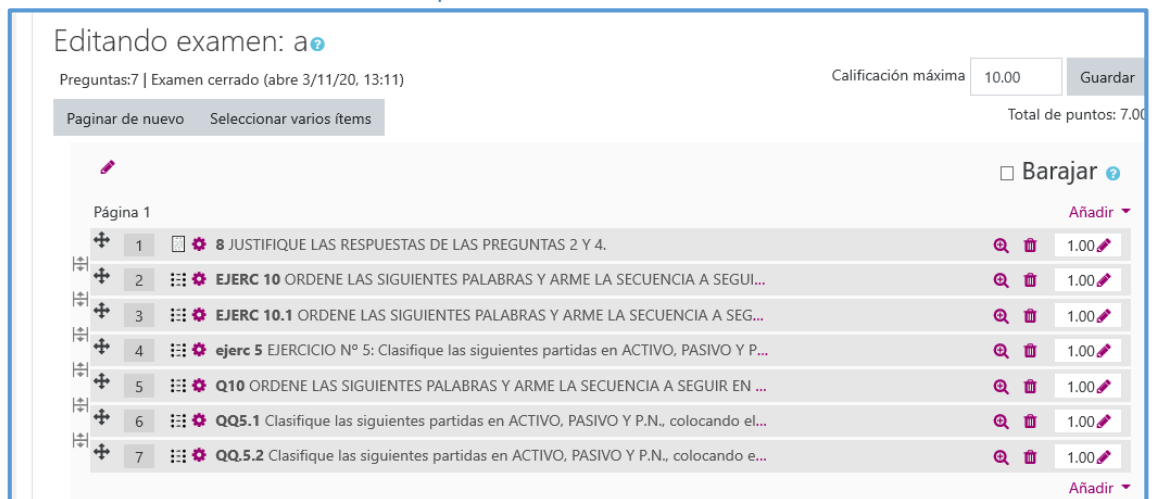 Editando examen: a
Preguntas:7 | Examen cerrado (abre 3/11/20, 13:11) Calificación máxima 10.00 Guardar
Paginar de nuevo Seleccionar varios ítems Total de puntos: 7.00
Barajar
Página 1 Añadir
1 8 JUSTIFIQUE LAS RESPUESTAS DE LAS PREGUNTAS 2 Y 4. 1.00
2 EJERC 10 ORDENE LAS SIGUIENTES PALABRAS Y ARME LA SECUENCIA A SEGUI... 1.00
3 EJERC 10.1 ORDENE LAS SIGUIENTES PALABRAS Y ARME LA SECUENCIA A SEG... 1.00
4 ejerc 5 EJERCICIO Nº 5: Clasifique las siguientes partidas en ACTIVO, PASIVO Y P... 1.00
5 Q10 ORDENE LAS SIGUIENTES PALABRAS Y ARME LA SECUENCIA A SEGUIR EN ... 1.00
6 QQ5.1 Clasifique las siguientes partidas en ACTIVO, PASIVO Y P.N., colocando el... 1.00
7 QQ.5.2 Clasifique las siguientes partidas en ACTIVO, PASIVO Y P.N., colocando e... 1.00
Añadir